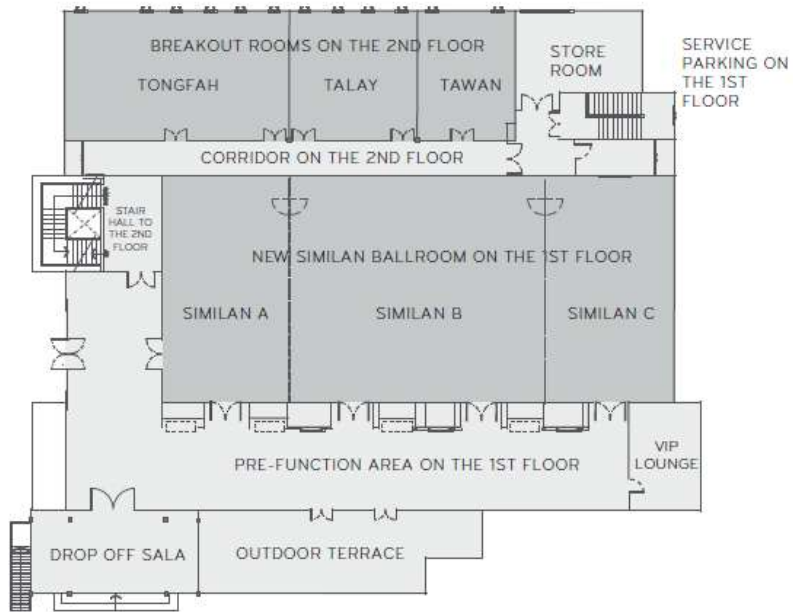 BREAKOUT ROOMS ON THE 2ND FLOOR
TONGFAH
TALAY
TAWAN
STORE
ROOM
SERVICE
PARKING ON
THE 1ST
FLOOR
CORRIDOR ON THE 2ND FLOOR
STAIR
HALL TO
THE 2ND
FLOOR
NEW SIMILAN BALLROOM ON THE 1ST FLOOR
SIMILAN A
SIMILAN B
SIMILAN C
PRE-FUNCTION AREA ON THE 1ST FLOOR
VIP
LOUNGE
DROP OFF SALA
OUTDOOR TERRACE